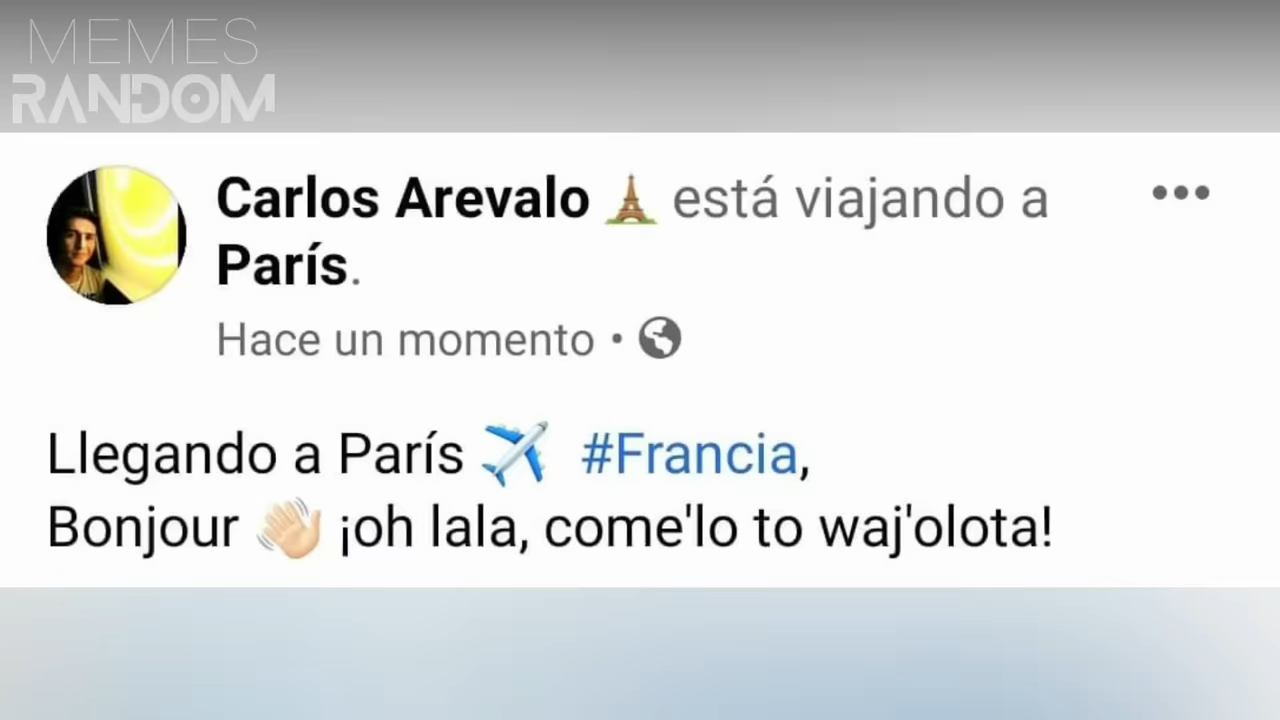 MEMES
RANDOM
Carlos Arevalo está viajando a
París.
Hace un momento •
Llegando a París ✈️ #Francia,
Bonjour 👋🏻 ¡oh lala, come'lo to waj'olota!